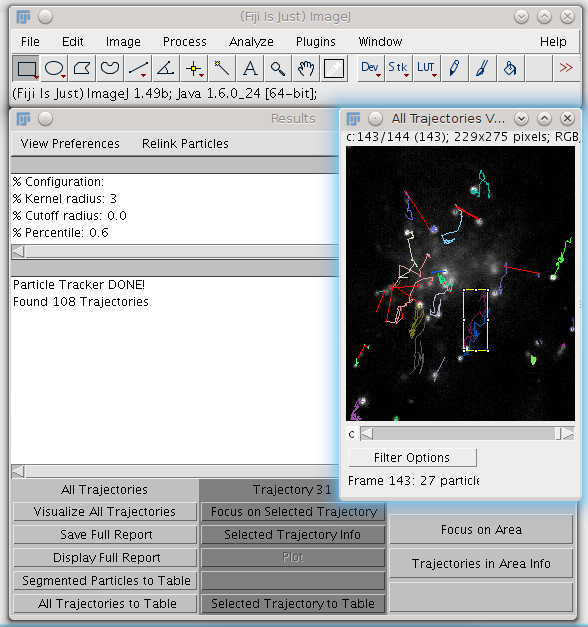 (Fiji Is Just) ImageJ
File Edit Image Process Analyze Plugins Window Help
A Dev Stk LUT >>
(Fiji Is Just) ImageJ 1.49b; Java 1.6.0_24 [64-bit];
Results
View Preferences Relink Particles
% Configuration:
% Kernel radius: 3
% Cutoff radius: 0.0
% Percentile: 0.6
Particle Tracker DONE!
Found 108 Trajectories
All Trajectories V...
c:143/144 (143); 229x275 pixels; RGB
c
Filter Options
Frame 143: 27 particle
All Trajectories
Visualize All Trajectories
Save Full Report
Display Full Report
Segmented Particles to Table
All Trajectories to Table
Trajectory 31
Focus on Selected Trajectory
Selected Trajectory Info
Plot
Selected Trajectory to Table
Focus on Area
Trajectories in Area Info